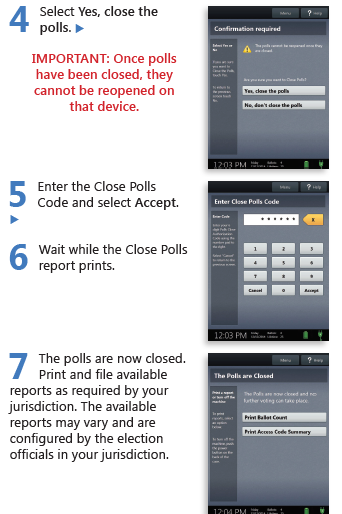 4 Select Yes, close the
polls. ▶
IMPORTANT: Once polls
have been closed, they
cannot be reopened on
that device.
Menu ? Help
Confirmation required
Select Yes or
No
The polls cannot be reopened once they
are closed.
Are you sure you want to Close Polls?
Yes, close the polls
No, don't close the polls
12:03 PM
5 Enter the Close Polls
Code and select Accept.
▶
Menu ? Help
Enter Close Polls Code
Enter Code
X
1 2 3
4 5 6
7 8 9
Cancel 0 Accept
12:03 PM
6 Wait while the Close Polls
report prints.
7 The polls are now closed.
Print and file available
reports as required by your
jurisdiction. The available
reports may vary and are
configured by the election
officials in your jurisdiction.
Menu ? Help
The Polls are Closed
Print a report
or turn off the
machine
The Polls are now closed and no
further voting can take place.
Print Ballot Count
Print Access Code Summary
12:04 PM